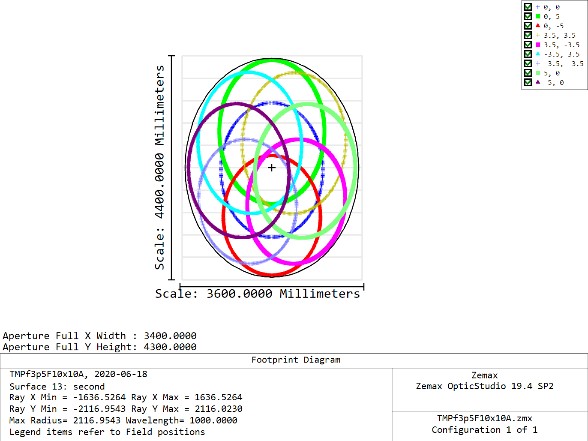 0, 0
0, 5
0, -5
3.5, 3.5
3.5, -3.5
-3.5, 3.5
-3.5, -3.5
5, 0
-5, 0
Scale: 4400.0000 Millimeters
Scale: 3600.0000 Millimeters
Aperture Full X Width : 3400.0000
Aperture Full Y Height: 4300.0000
Footprint Diagram
TMPf3p5F10x10A, 2020-06-18
Surface 13: second
Ray X Min = -1636.5264 Ray X Max = 1636.5264
Ray Y Min = -2116.9543 Ray Y Max = 2116.0230
Max Radius= 2116.9543 Wavelength= 1000.0000
Legend items refer to Field positions
Zemax
Zemax OpticStudio 19.4 SP2
TMPf3p5F10x10A.zmx
Configuration 1 of 1